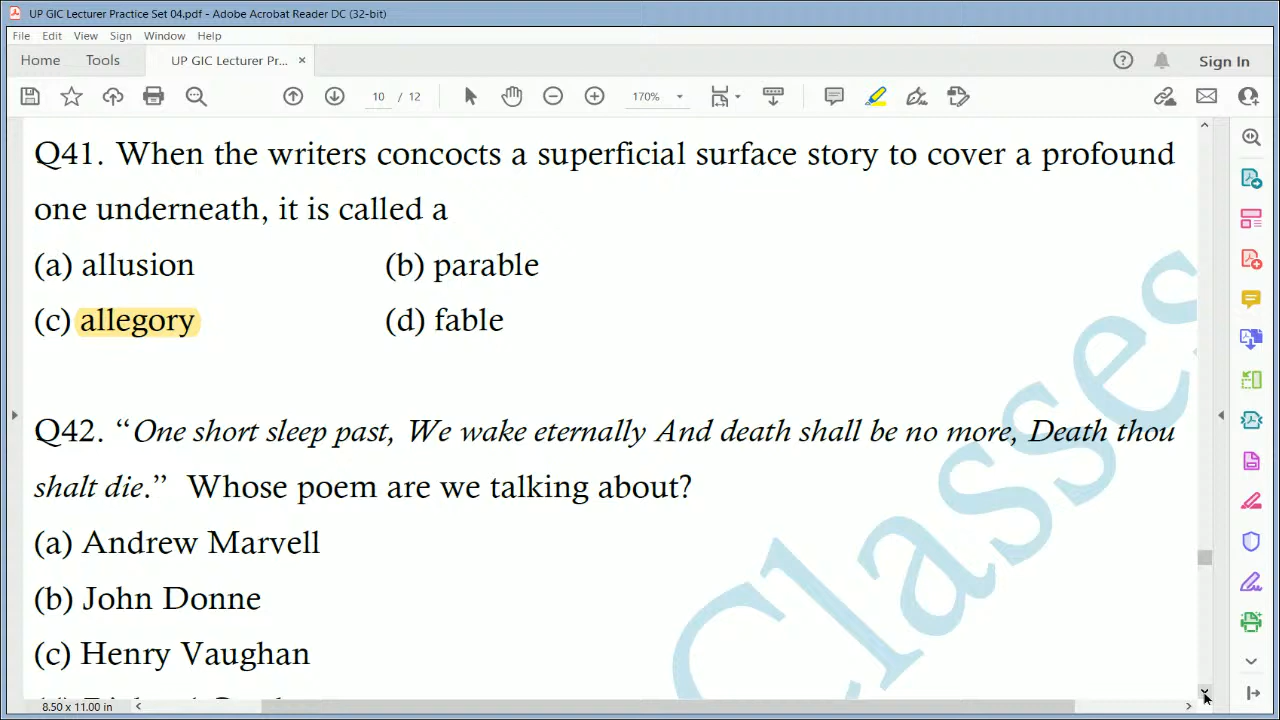 UP GIC Lecturer Practice Set 04.pdf - Adobe Acrobat Reader DC (32-bit)
File Edit View Sign Window Help
Home Tools UP GIC Lecturer Pr... × Sign In
10 / 12 170%
Q41. When the writers concocts a superficial surface story to cover a profound
one underneath, it is called a
(a) allusion (b) parable
(c) allegory (d) fable
Q42. “One short sleep past, We wake eternally And death shall be no more, Death thou
shalt die.” Whose poem are we talking about?
(a) Andrew Marvell
(b) John Donne
(c) Henry Vaughan
Classes
8.50 x 11.00 in